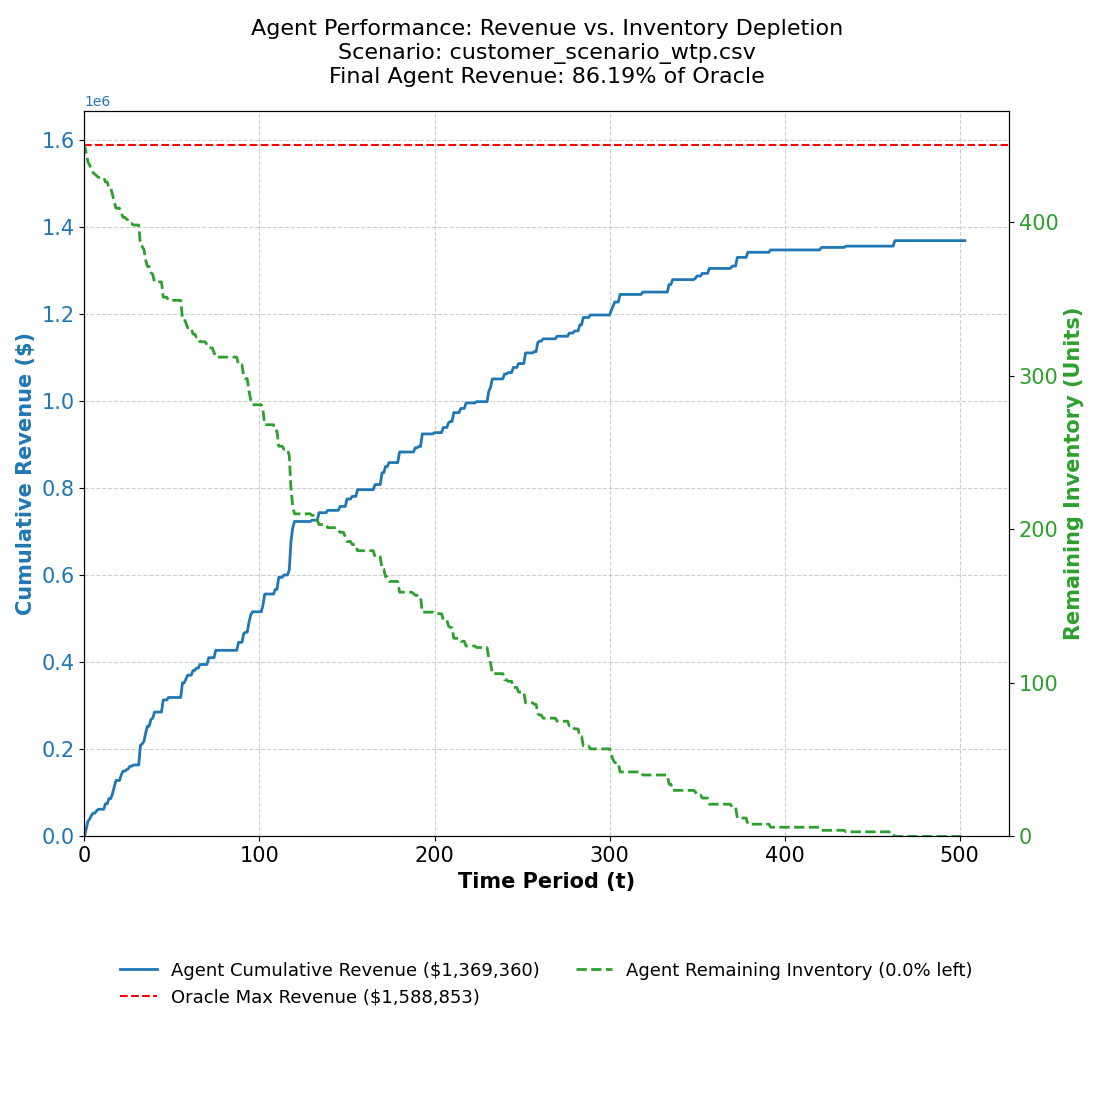 Agent Performance: Revenue vs. Inventory Depletion
Scenario: customer_scenario_wtp.csv
Final Agent Revenue: 86.19% of Oracle
1e6
1.6
1.4
1.2
1.0
0.8
0.6
0.4
0.2
0.0
Cumulative Revenue ($)
400
300
200
100
0
Remaining Inventory (Units)
0 100 200 300 400 500
Time Period (t)
Agent Cumulative Revenue ($1,369,360)
Oracle Max Revenue ($1,588,853)
Agent Remaining Inventory (0.0% left)